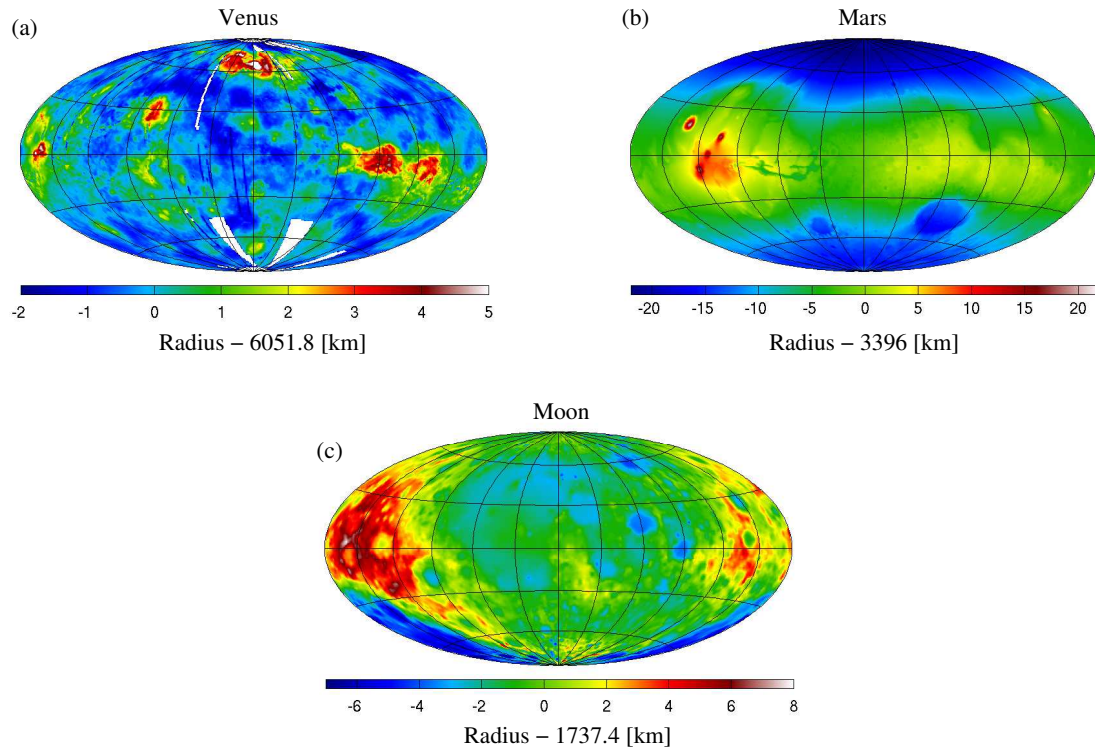 (a)
Venus
-2 -1 0 1 2 3 4 5
Radius − 6051.8 [km]
(b)
Mars
-20 -15 -10 -5 0 5 10 15 20
Radius − 3396 [km]
Moon
(c)
-6 -4 -2 0 2 4 6 8
Radius − 1737.4 [km]